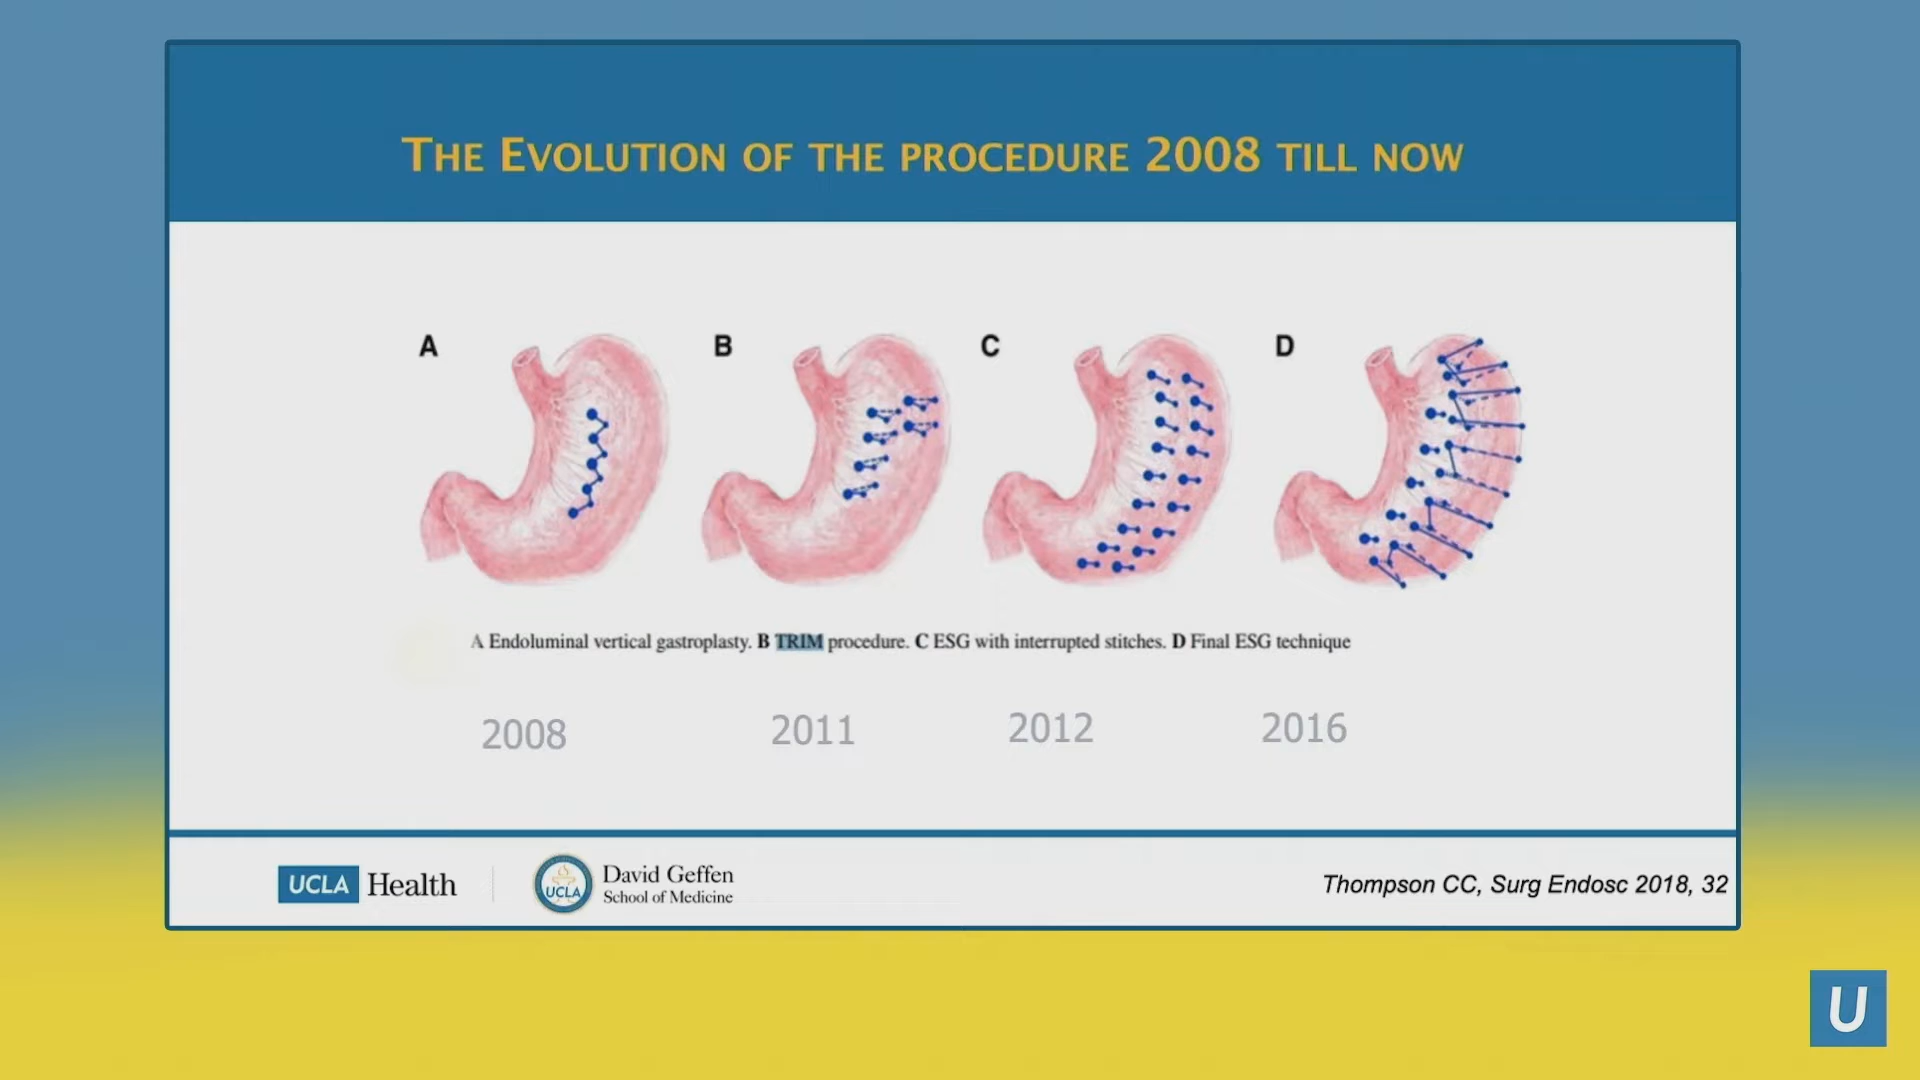 THE EVOLUTION OF THE PROCEDURE 2008 TILL NOW
A B C D
A Endoluminal vertical gastroplasty. B TRIM procedure. C ESG with interrupted stitches. D Final ESG technique
2008 2011 2012 2016
UCLA Health
UCLA
David Geffen
School of Medicine
Thompson CC, Surg Endosc 2018, 32
U